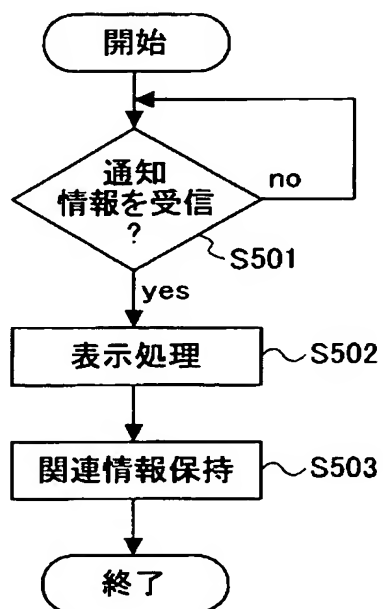 開始
通知
情報を受信
?
no
S501
yes
表示処理
S502
関連情報保持
S503
終了